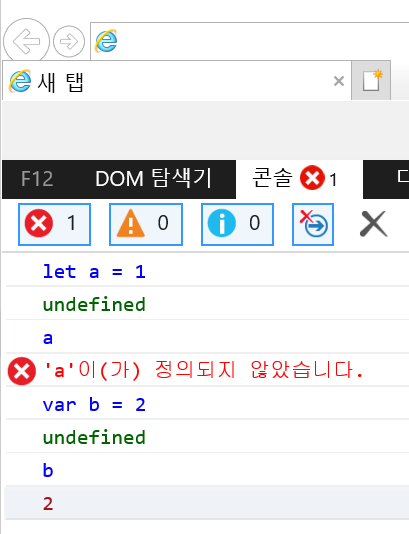 새 탭
F12 DOM 탐색기 콘솔 1
1 0 0
let a = 1
undefined
a
'a'이(가) 정의되지 않았습니다.
var b = 2
undefined
b
2